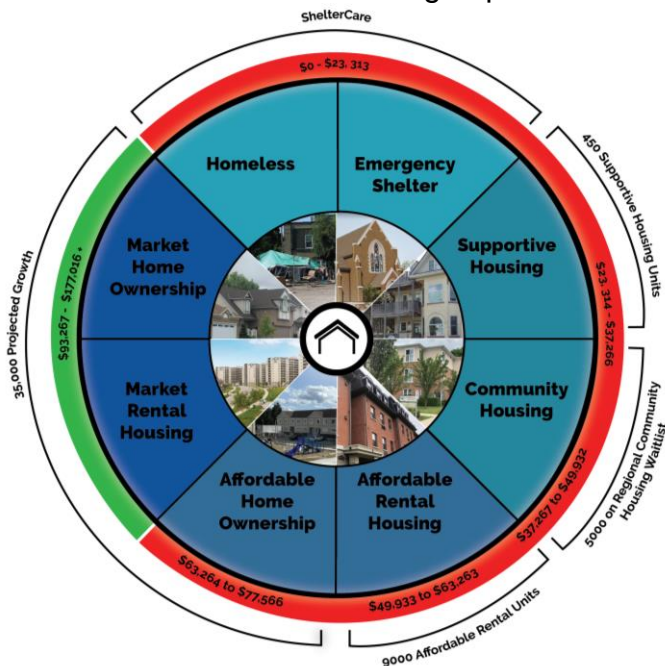 ShelterCare
$0 - $23, 313
Homeless
Emergency
Shelter
450 Supportive Housing Units
$23, 314 - $37,266
Supportive
Housing
Community
Housing
5000 on Regional Community
Housing Waitlist
$37,267 to $49,932
Affordable
Rental
Housing
$49,933 to $63,263
9000 Affordable Rental Units
Affordable
Home
Ownership
$63,264 to $77,566
Market
Rental
Housing
Market
Home
Ownership
$93,267 - $177,016 +
35,000 Projected Growth